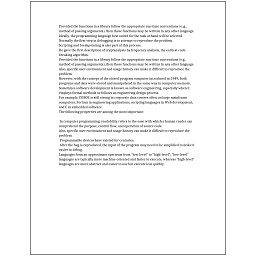 Provided the functions in a library follow the appropriate run-time conventions (e.g.,
method of passing arguments), then these functions may be written in any other language.
Ideally, the programming language best suited for the task at hand will be selected.
Normally the first step in debugging is to attempt to reproduce the problem.
Scripting and breakpointing is also part of this process.
He gave the first description of cryptanalysis by frequency analysis, the earliest code-
breaking algorithm.
Provided the functions in a library follow the appropriate run-time conventions (e.g.,
method of passing arguments), then these functions may be written in any other language.
Also, specific user environment and usage history can make it difficult to reproduce the
problem.
However, with the concept of the stored-program computer introduced in 1949, both
programs and data were stored and manipulated in the same way in computer memory.
Sometimes software development is known as software engineering, especially when it
employs formal methods or follows an engineering design process.
For example, COBOL is still strong in corporate data centers often on large mainframe
computers, Fortran in engineering applications, scripting languages in Web development,
and C in embedded software.
The following properties are among the most important:

In computer programming, readability refers to the ease with which a human reader can
comprehend the purpose, control flow, and operation of source code.
Also, specific user environment and usage history can make it difficult to reproduce the
problem.
Programmable devices have existed for centuries.
After the bug is reproduced, the input of the program may need to be simplified to make it
easier to debug.
Languages form an approximate spectrum from "low-level" to "high-level"; "low-level"
languages are typically more machine-oriented and faster to execute, whereas "high-level"
languages are more abstract and easier to use but execute less quickly.